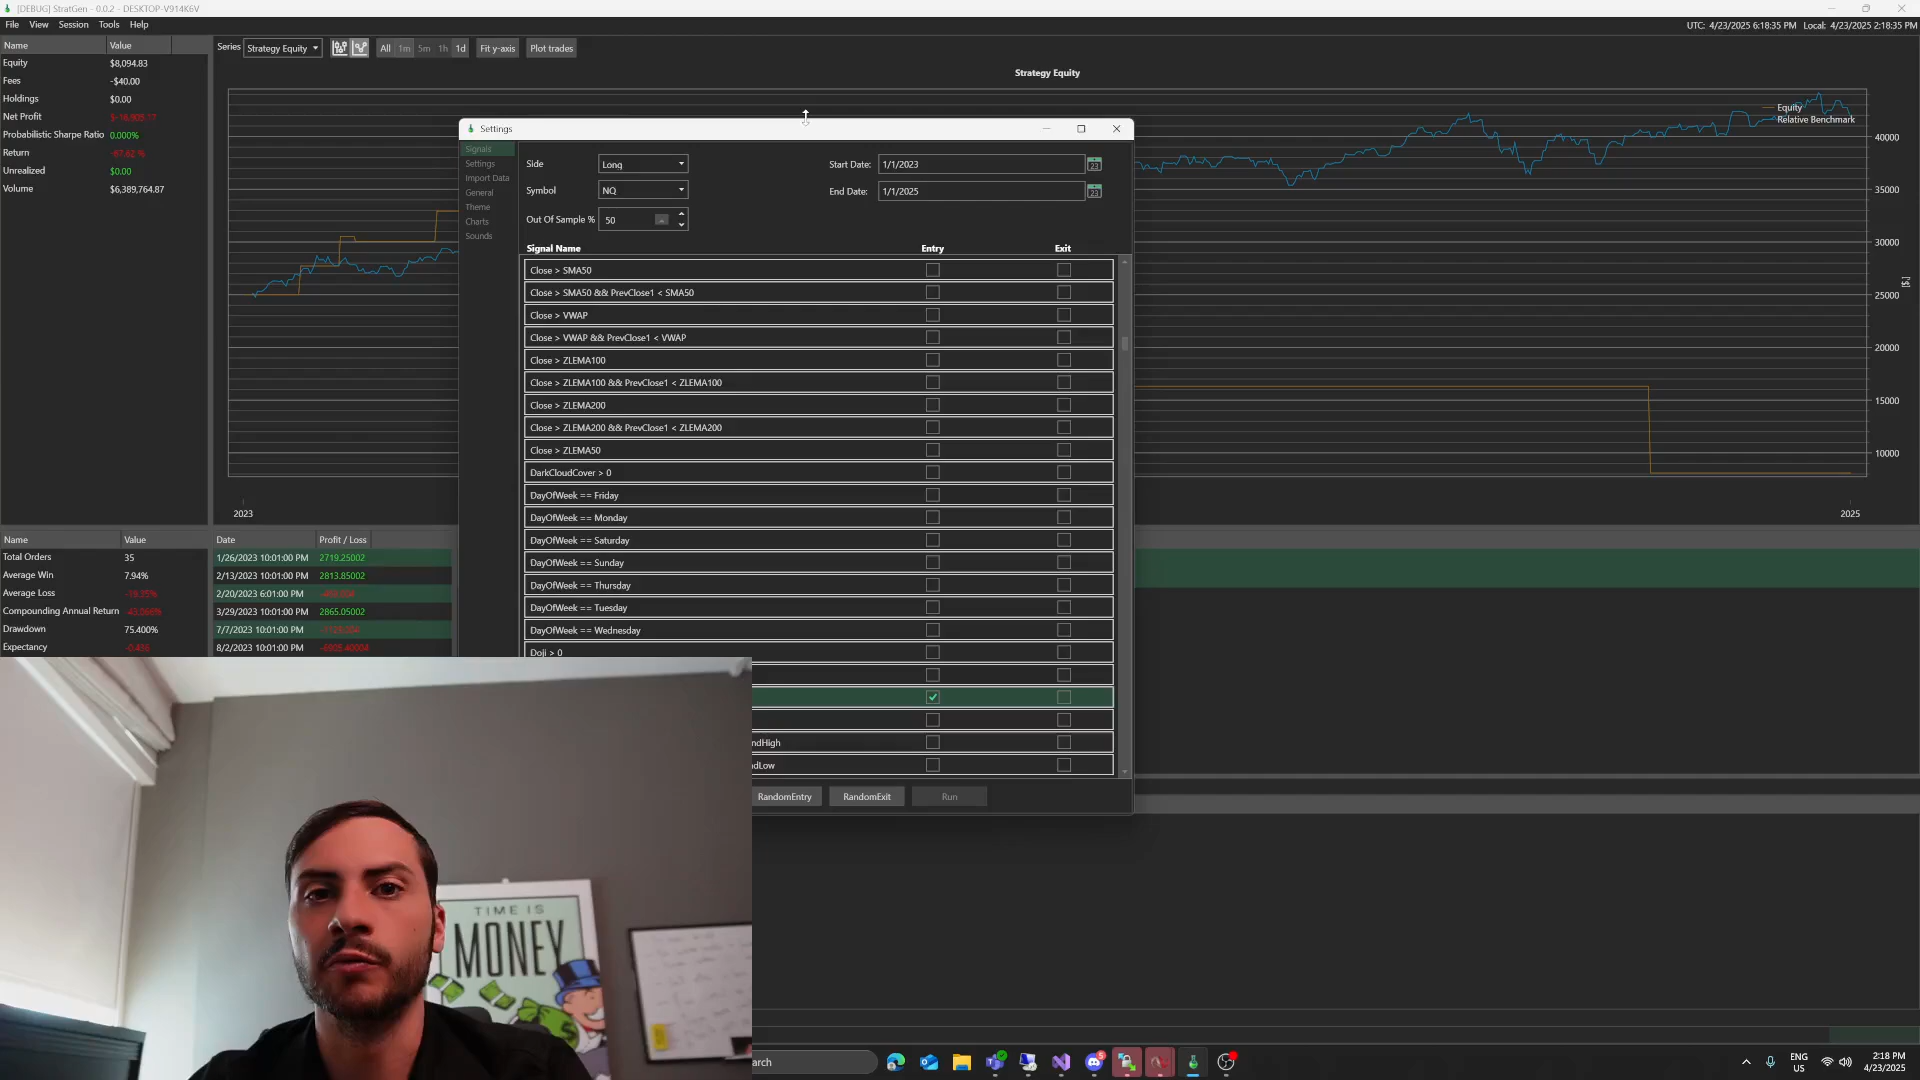 [DEBUG] StratGen - 0.0.2 - DESKTOP-V914K6V
File View Session Tools Help
UTC: 4/23/2025 6:18:35 PM Local: 4/23/2025 2:18:35 PM
Name Value
Equity $8,094.83
Fees -$40.00
Holdings $0.00
Net Profit
Probabilistic Sharpe Ratio 0.000%
Return -67.62 %
Unrealized $0.00
Volume $6,389,764.87
Series Strategy Equity All 1m 5m 1h 1d Fit y-axis Plot trades
Strategy Equity
Equity
Relative Benchmark
40000
35000
30000
25000
20000
15000
10000
[$]
2023
2025
Settings
Signals
Settings
Import Data
General
Theme
Charts
Sounds
Side Long
Symbol NQ
Out Of Sample % 50
Start Date: 1/1/2023
End Date: 1/1/2025
Signal Name Entry Exit
Close > SMA50
Close > SMA50 && PrevClose1 < SMA50
Close > VWAP
Close > VWAP && PrevClose1 < VWAP
Close > ZLEMA100
Close > ZLEMA100 && PrevClose1 < ZLEMA100
Close > ZLEMA200
Close > ZLEMA200 && PrevClose1 < ZLEMA200
Close > ZLEMA50
DarkCloudCover > 0
DayOfWeek == Friday
DayOfWeek == Monday
DayOfWeek == Saturday
DayOfWeek == Sunday
DayOfWeek == Thursday
DayOfWeek == Tuesday
DayOfWeek == Wednesday
Doji > 0
ndHigh
dLow
RandomEntry RandomExit Run
Name Value
Total Orders 35
Average Win 7.94%
Average Loss -19.35%
Compounding Annual Return
Drawdown 75.400%
Expectancy
Date Profit / Loss
1/26/2023 10:01:00 PM 2719.25002
2/13/2023 10:01:00 PM 2813.85002
2/20/2023 6:01:00 PM
3/29/2023 10:01:00 PM 2865.05002
7/7/2023 10:01:00 PM
8/2/2023 10:01:00 PM
TIME IS
MONEY
arch
ENG
US
2:18 PM
4/23/2025